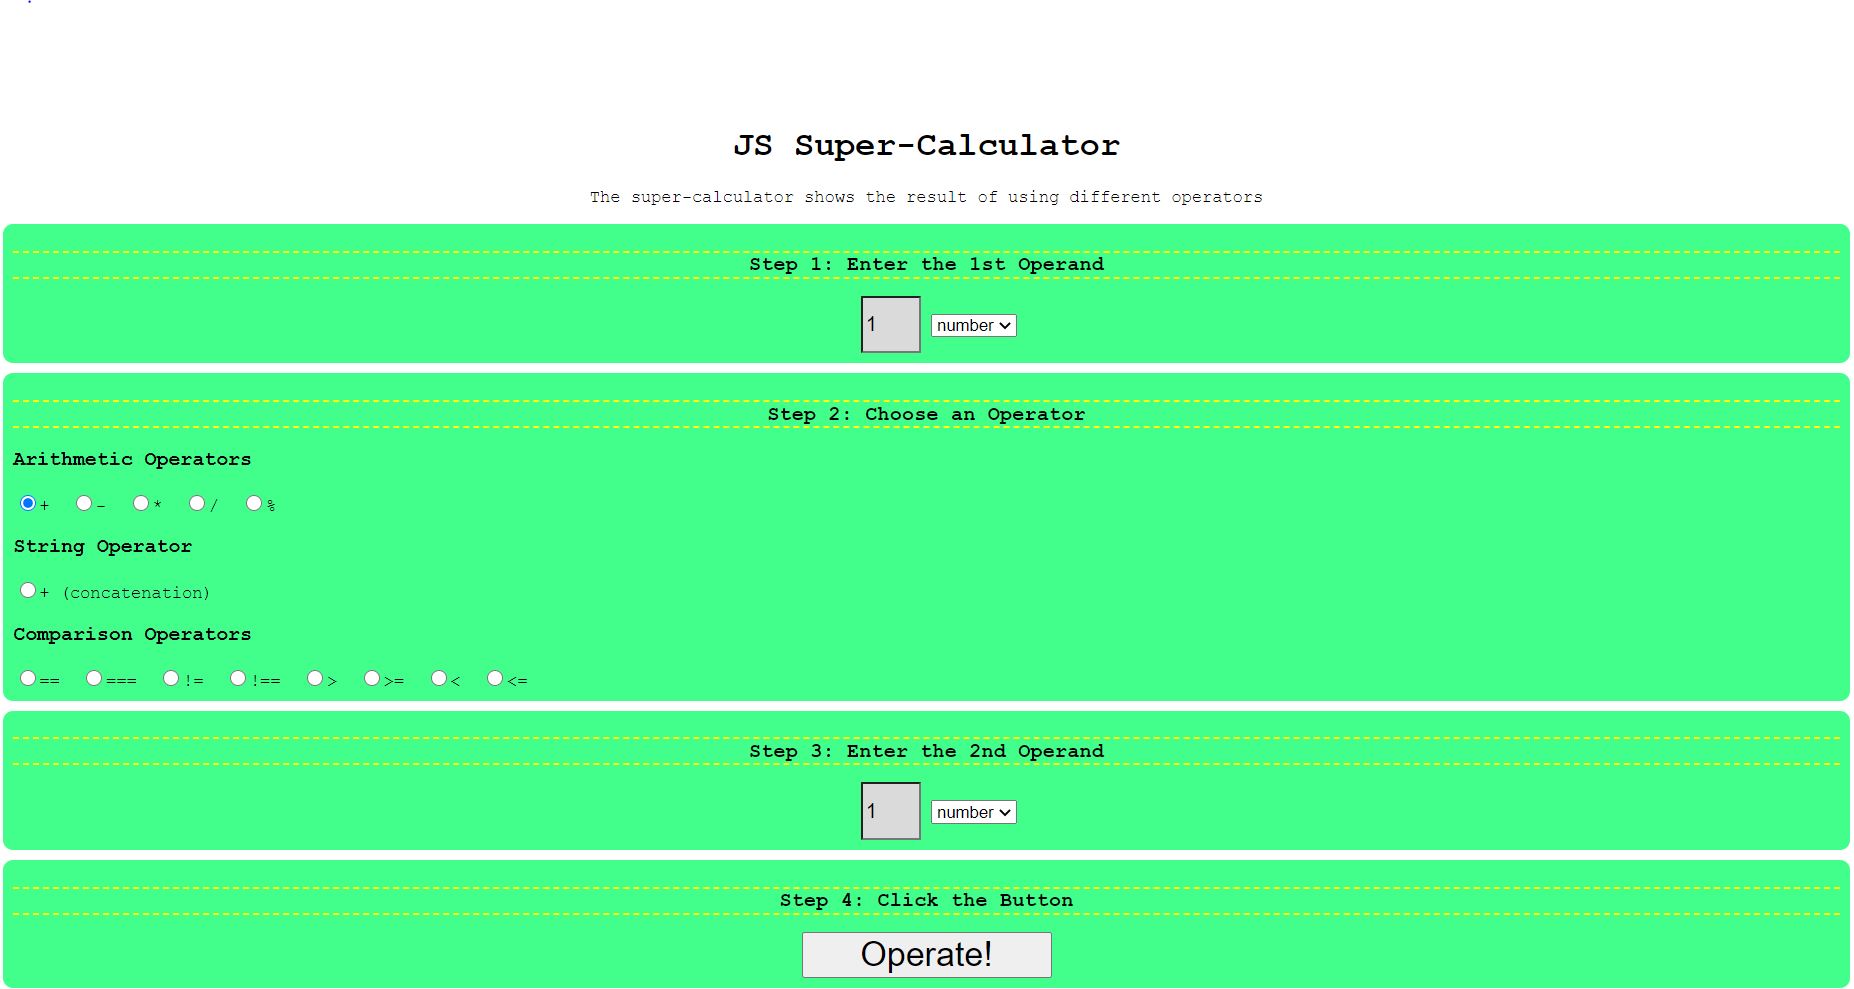 JS Super-Calculator
The super-calculator shows the result of using different operators
Step 1: Enter the 1st Operand
1 number
Step 2: Choose an Operator
Arithmetic Operators
+ - * / %
String Operator
+ (concatenation)
Comparison Operators
== === != !== > >= < <=
Step 3: Enter the 2nd Operand
1 number
Step 4: Click the Button
Operate!